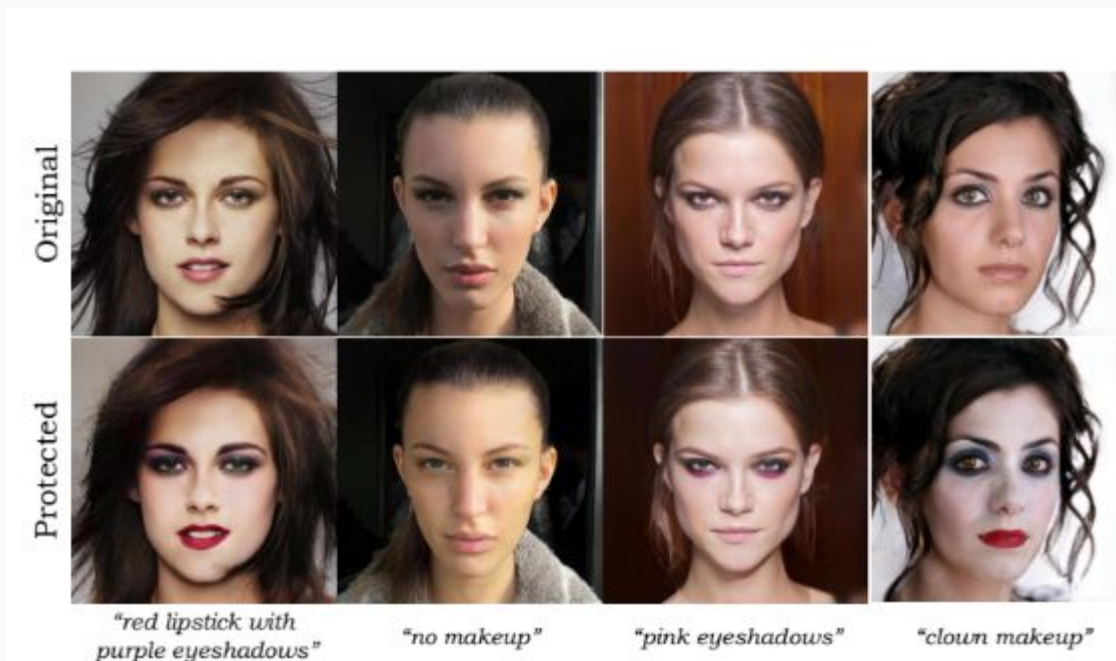 Original
Protected
“red lipstick with
purple eyeshadows”
“no makeup”
“pink eyeshadows”
“clown makeup”